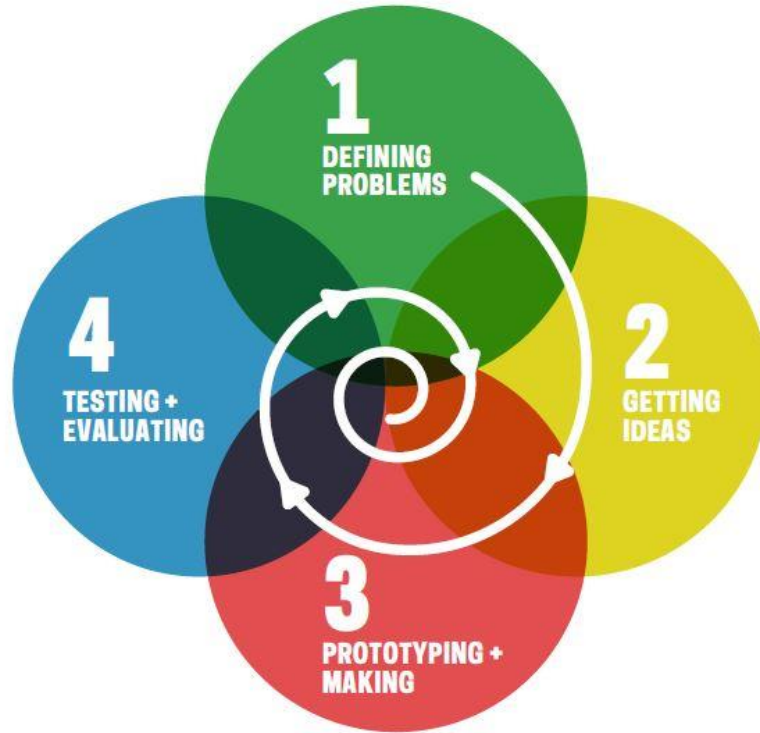 1
DEFINING
PROBLEMS
2
GETTING
IDEAS
3
PROTOTYPING +
MAKING
4
TESTING +
EVALUATING